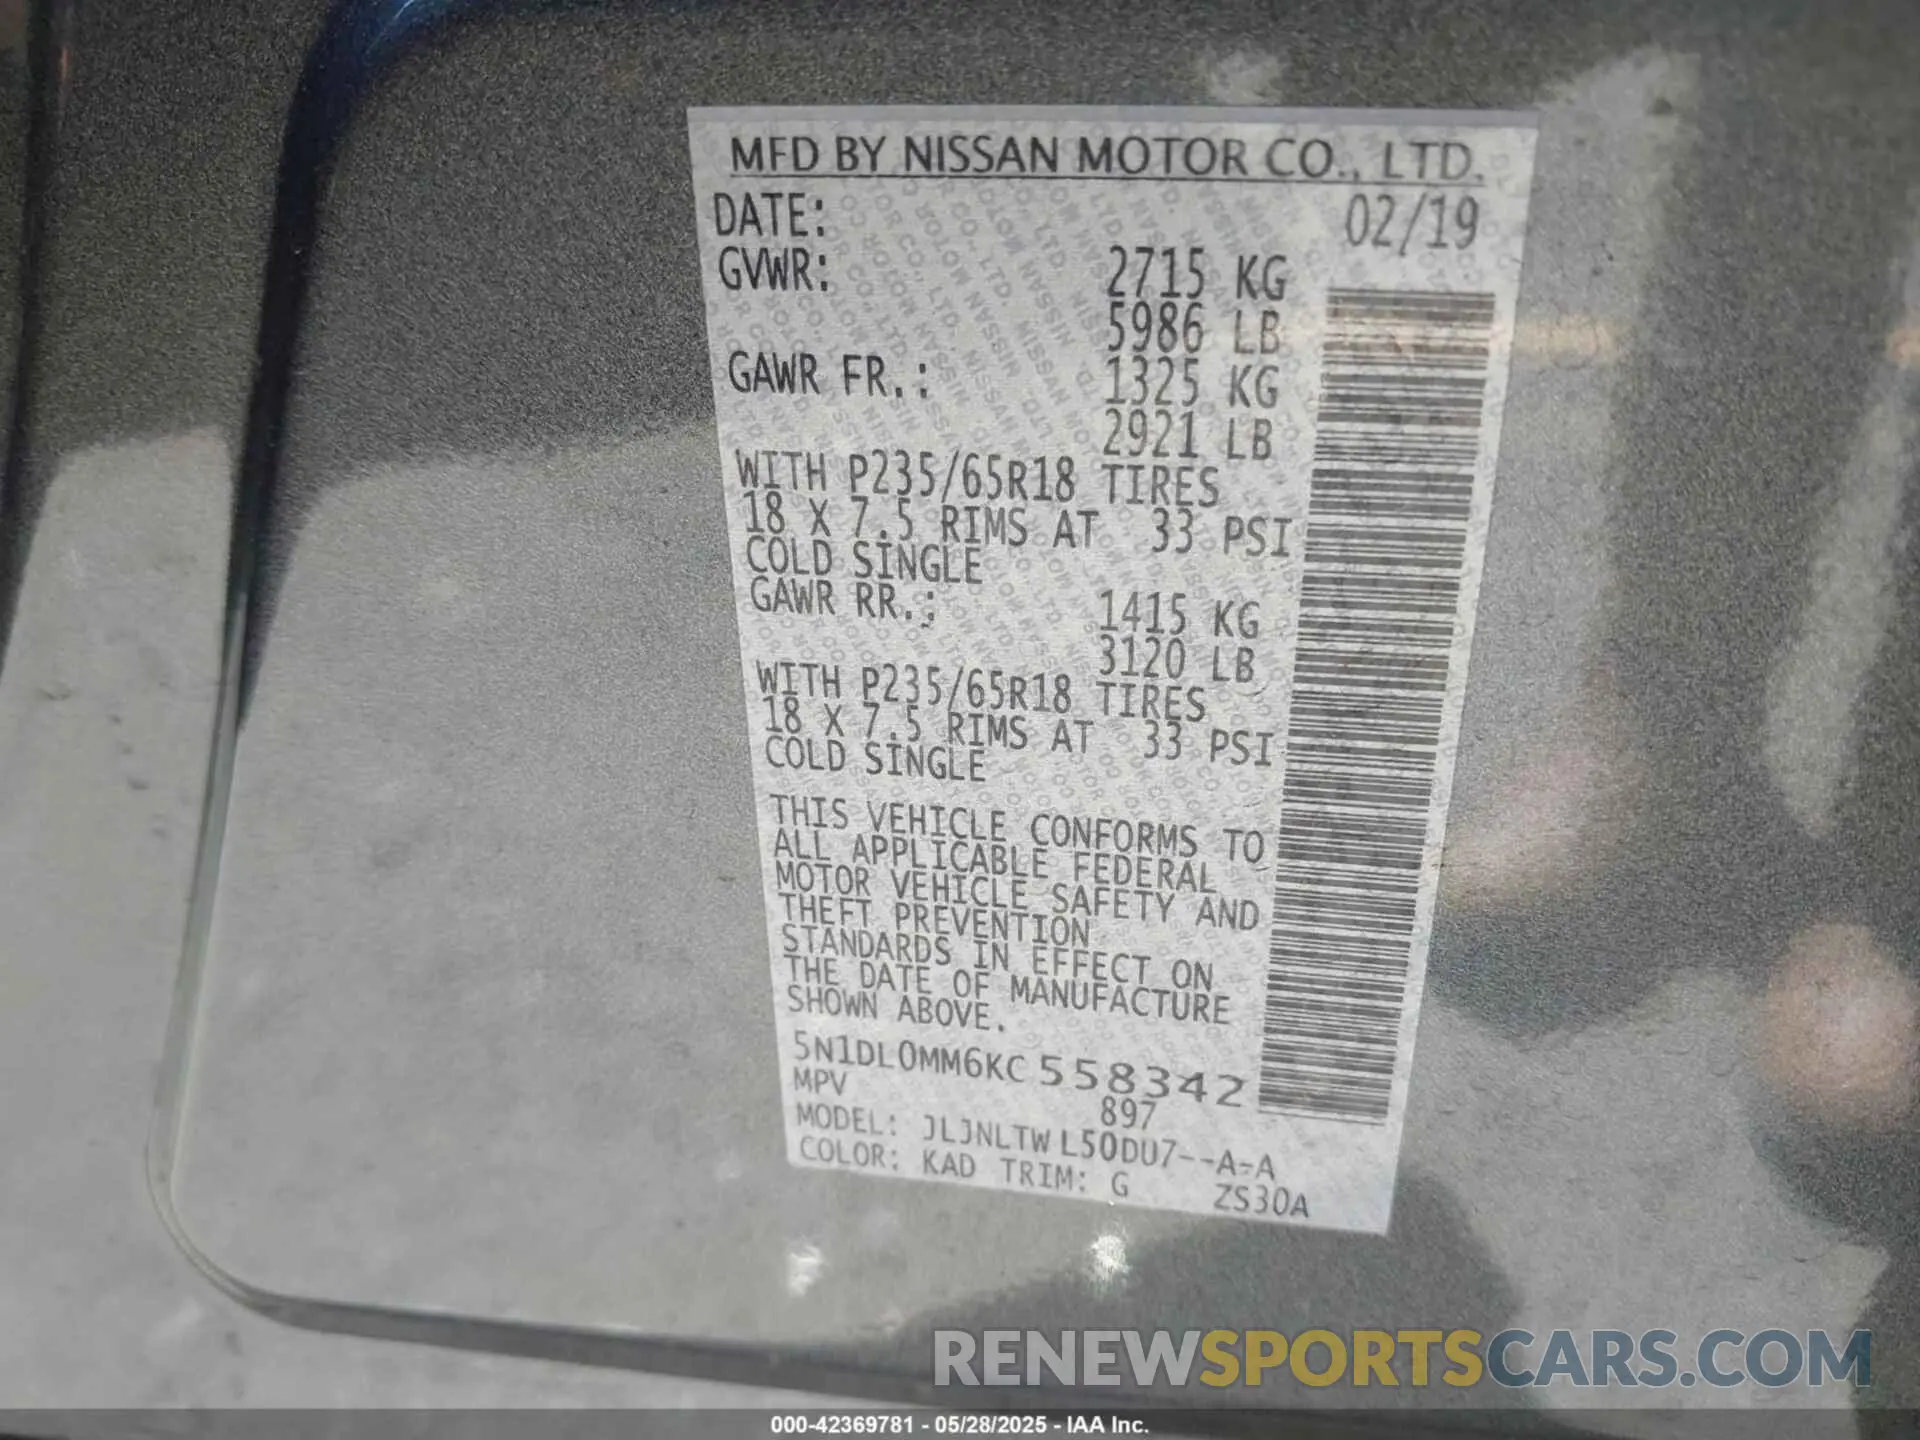 MFD BY NISSAN MOTOR CO., LTD.
DATE: 02/19
GVWR: 2715 KG
5986 LB
GAWR FR.: 1325 KG
2921 LB
WITH P235/65R18 TIRES
18 X 7.5 RIMS AT 33 PSI
COLD SINGLE
GAWR RR.: 1415 KG
3120 LB
WITH P235/65R18 TIRES
18 X 7.5 RIMS AT 33 PSI
COLD SINGLE
THIS VEHICLE CONFORMS TO
ALL APPLICABLE FEDERAL
MOTOR VEHICLE SAFETY AND
THEFT PREVENTION
STANDARDS IN EFFECT ON
THE DATE OF MANUFACTURE
SHOWN ABOVE.
5N1DL0MM6KC558342
MPV 897
MODEL: JLJNLTWL50DU7--A-A
COLOR: KAD TRIM: G ZS30A
RENEWSPORTSCARS.COM
000-42369781 - 05/28/2025 - IAA Inc.